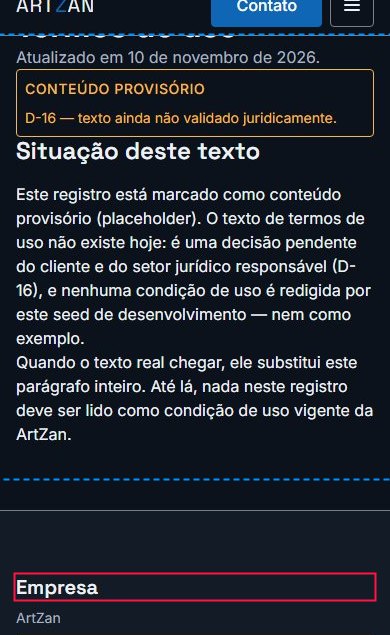 ARTZAN
Contato
Atualizado em 10 de novembro de 2026.
CONTEÚDO PROVISÓRIO
D-16 — texto ainda não validado juridicamente.
Situação deste texto
Este registro está marcado como conteúdo
provisório (placeholder). O texto de termos de
uso não existe hoje: é uma decisão pendente
do cliente e do setor jurídico responsável (D-
16), e nenhuma condição de uso é redigida por
este seed de desenvolvimento — nem como
exemplo.
Quando o texto real chegar, ele substitui este
parágrafo inteiro. Até lá, nada neste registro
deve ser lido como condição de uso vigente da
ArtZan.
Empresa
ArtZan